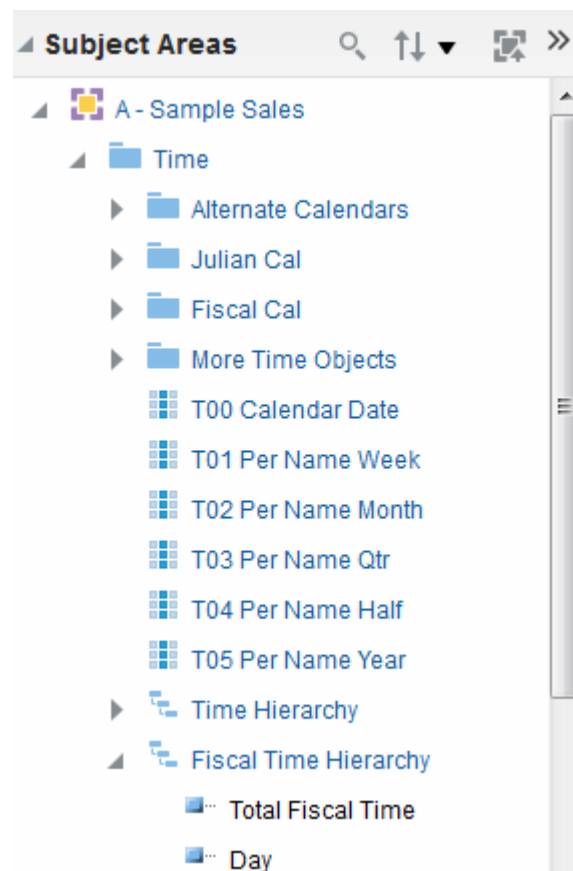 Subject Areas
A - Sample Sales
Time
Alternate Calendars
Julian Cal
Fiscal Cal
More Time Objects
T00 Calendar Date
T01 Per Name Week
T02 Per Name Month
T03 Per Name Qtr
T04 Per Name Half
T05 Per Name Year
Time Hierarchy
Fiscal Time Hierarchy
Total Fiscal Time
Day